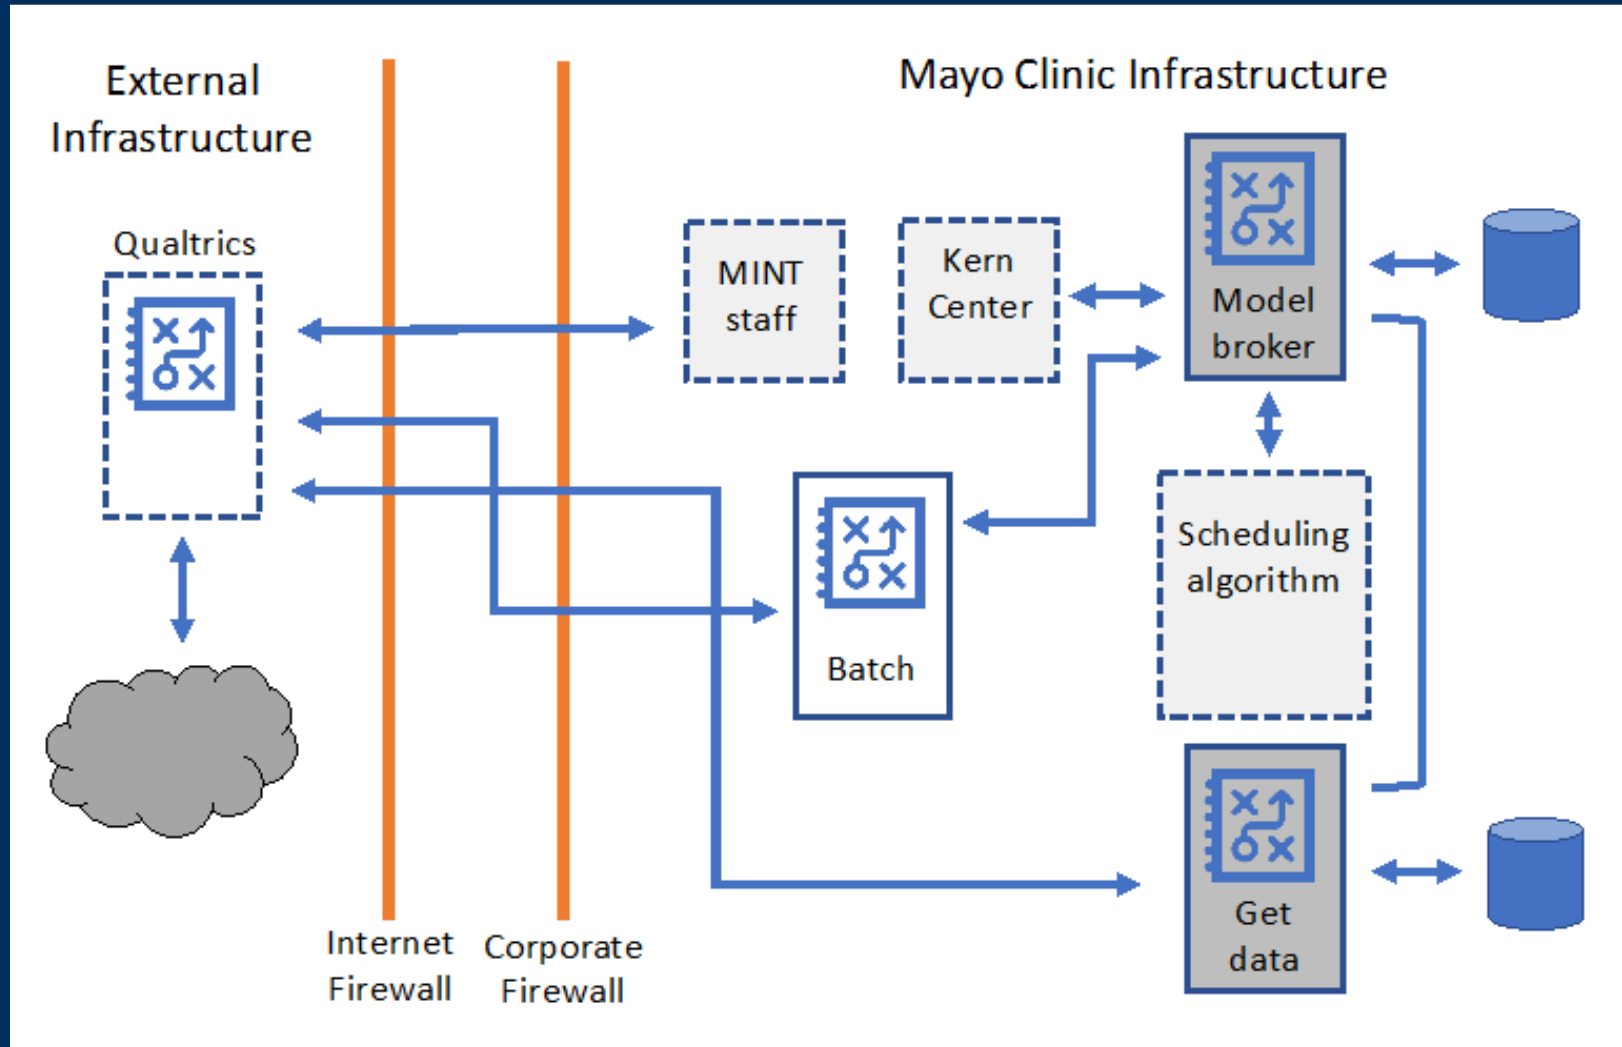 External
Infrastructure
Mayo Clinic Infrastructure
Qualtrics
MINT
staff
Kern
Center
Model
broker
Scheduling
algorithm
Batch
Get
data
Internet
Firewall
Corporate
Firewall